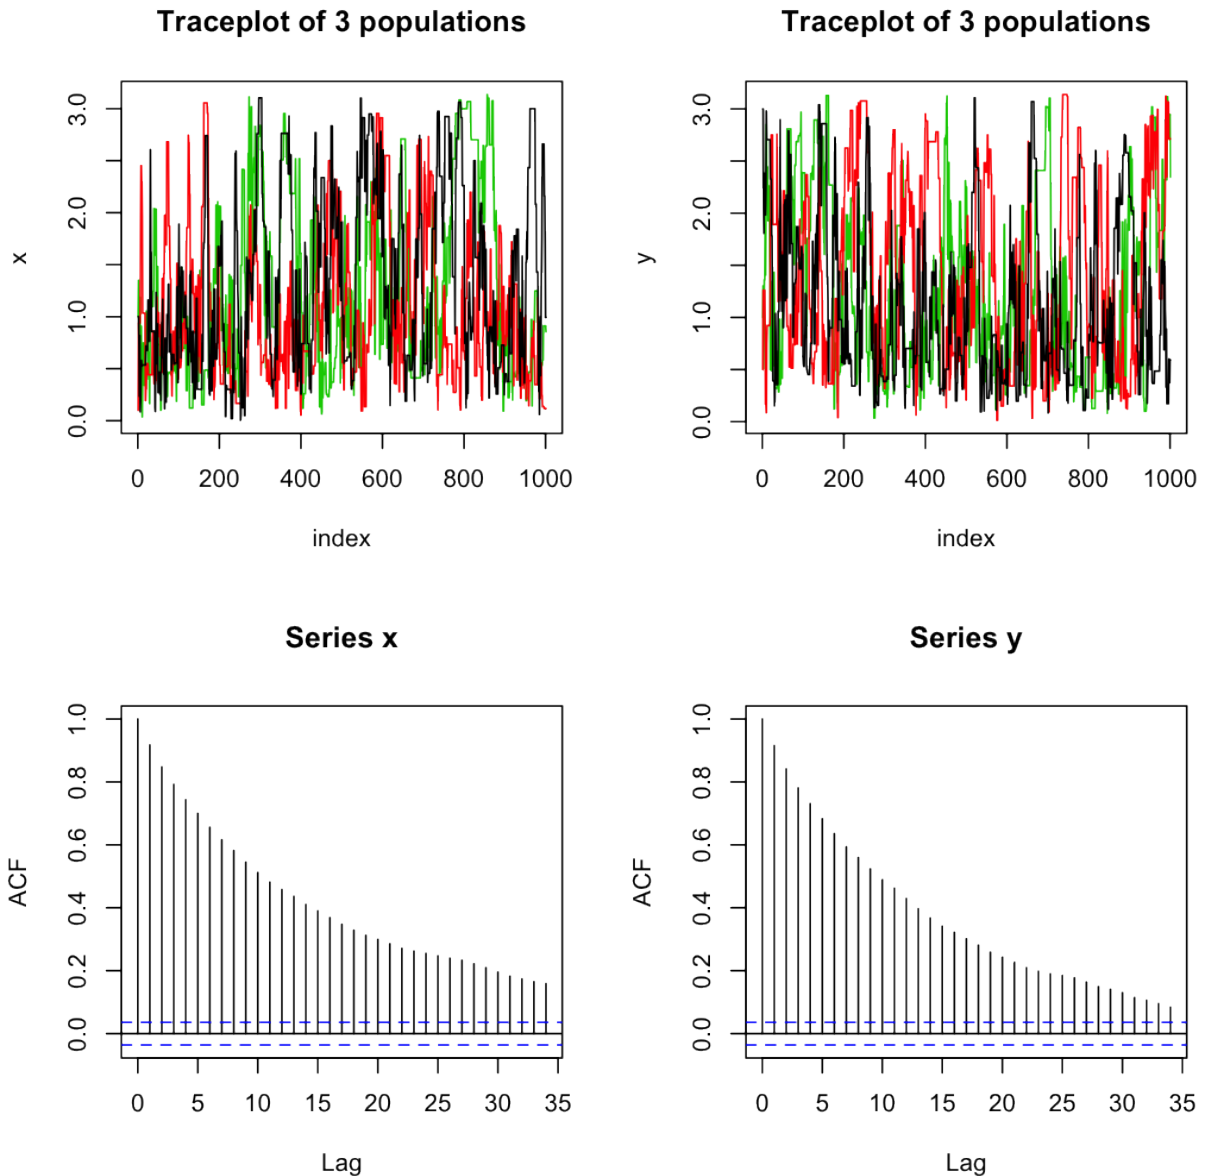 Traceplot of 3 populations
x
0.0 1.0 2.0 3.0
0 200 400 600 800 1000
index
Traceplot of 3 populations
y
0.0 1.0 2.0 3.0
0 200 400 600 800 1000
index
Series x
ACF
0.0 0.2 0.4 0.6 0.8 1.0
0 5 10 15 20 25 30 35
Lag
Series y
ACF
0.0 0.2 0.4 0.6 0.8 1.0
0 5 10 15 20 25 30 35
Lag